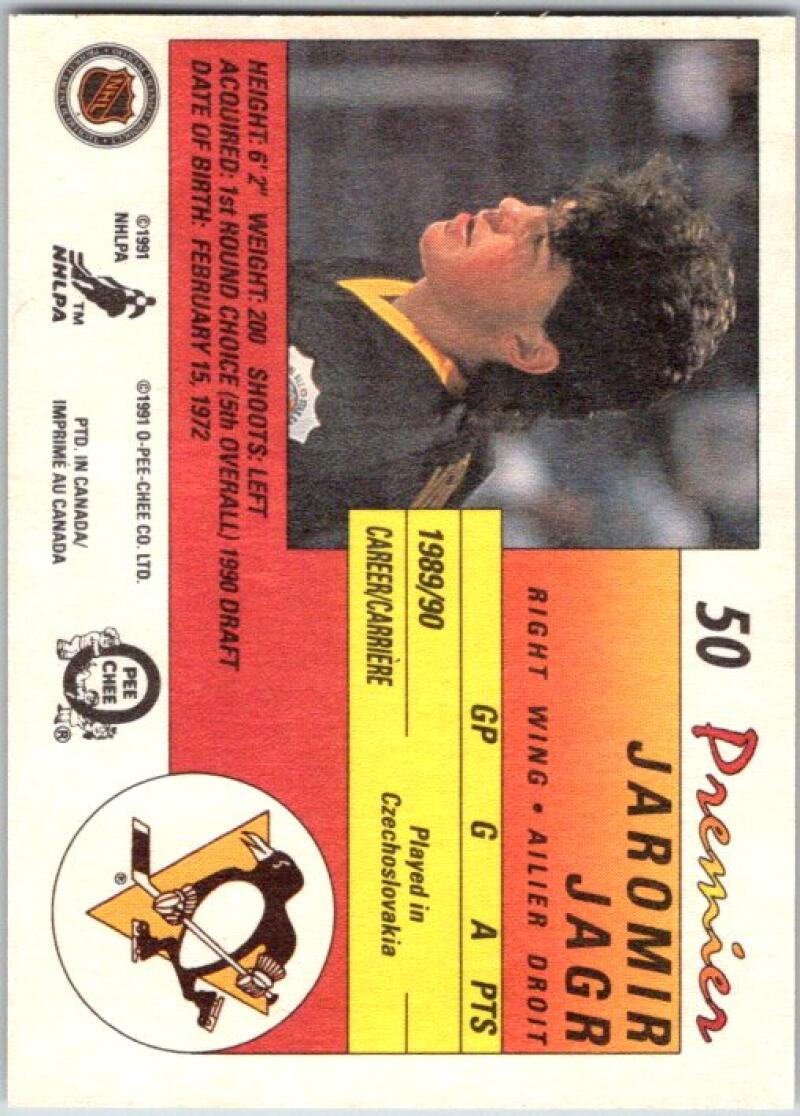 50 Premier
JAROMIR
JAGR
RIGHT WING • AILIER DROIT
GP G A PTS
1989/90
CAREER/CARRIÈRE
Played in
Czechoslovakia
HEIGHT: 6' 2" WEIGHT: 200 SHOOTS: LEFT
ACQUIRED: 1st ROUND CHOICE (5th OVERALL) 1990 DRAFT
DATE OF BIRTH: FEBRUARY 15, 1972
NHL
©1991
NHLPA
TM
NHLPA
©1991 O-PEE-CHEE CO. LTD.
PTD. IN CANADA/
IMPRIMÉ AU CANADA
O
PEE
CHEE
®
®